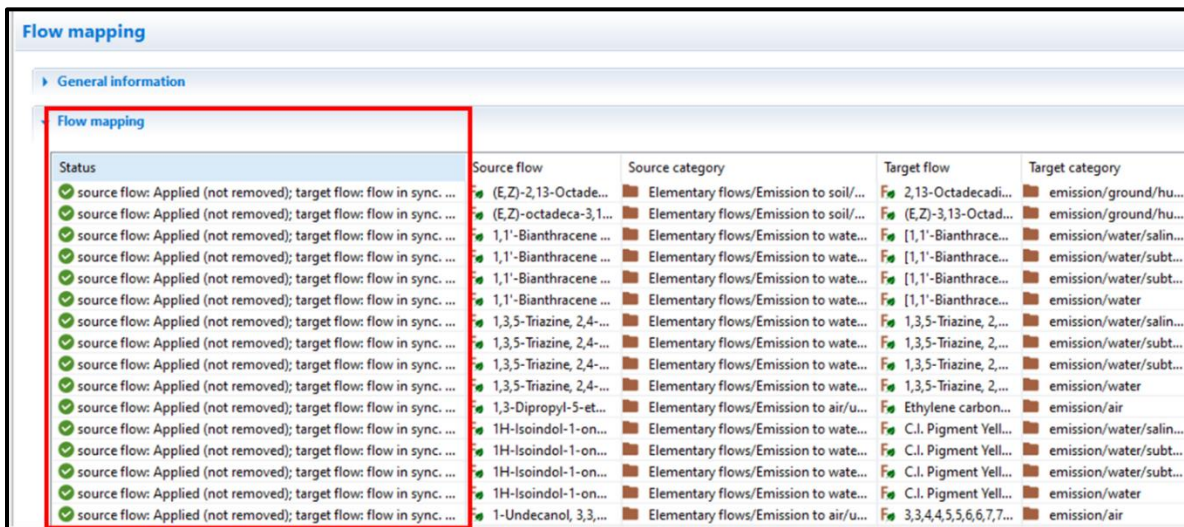 Flow mapping
General information
Flow mapping
Status Source flow Source category Target flow Target category
source flow: Applied (not removed); target flow: flow in sync. ... (E,Z)-2,13-Octade... Elementary flows/Emission to soil/... 2,13-Octadecadi... emission/ground/hu...
source flow: Applied (not removed); target flow: flow in sync. ... (E,Z)-octadeca-3,1... Elementary flows/Emission to soil/... (E,Z)-3,13-Octad... emission/ground/hu...
source flow: Applied (not removed); target flow: flow in sync. ... 1,1'-Bianthracene ... Elementary flows/Emission to wate... [1,1'-Bianthrace... emission/water/salin...
source flow: Applied (not removed); target flow: flow in sync. ... 1,1'-Bianthracene ... Elementary flows/Emission to wate... [1,1'-Bianthrace... emission/water/subt...
source flow: Applied (not removed); target flow: flow in sync. ... 1,1'-Bianthracene ... Elementary flows/Emission to wate... [1,1'-Bianthrace... emission/water/subt...
source flow: Applied (not removed); target flow: flow in sync. ... 1,1'-Bianthracene ... Elementary flows/Emission to wate... [1,1'-Bianthrace... emission/water
source flow: Applied (not removed); target flow: flow in sync. ... 1,3,5-Triazine, 2,4-... Elementary flows/Emission to wate... 1,3,5-Triazine, 2,... emission/water/salin...
source flow: Applied (not removed); target flow: flow in sync. ... 1,3,5-Triazine, 2,4-... Elementary flows/Emission to wate... 1,3,5-Triazine, 2,... emission/water/subt...
source flow: Applied (not removed); target flow: flow in sync. ... 1,3,5-Triazine, 2,4-... Elementary flows/Emission to wate... 1,3,5-Triazine, 2,... emission/water/subt...
source flow: Applied (not removed); target flow: flow in sync. ... 1,3,5-Triazine, 2,4-... Elementary flows/Emission to wate... 1,3,5-Triazine, 2,... emission/water
source flow: Applied (not removed); target flow: flow in sync. ... 1,3-Dipropyl-5-et... Elementary flows/Emission to air/u... Ethylene carbon... emission/air
source flow: Applied (not removed); target flow: flow in sync. ... 1H-Isoindol-1-on... Elementary flows/Emission to wate... C.I. Pigment Yell... emission/water/salin...
source flow: Applied (not removed); target flow: flow in sync. ... 1H-Isoindol-1-on... Elementary flows/Emission to wate... C.I. Pigment Yell... emission/water/subt...
source flow: Applied (not removed); target flow: flow in sync. ... 1H-Isoindol-1-on... Elementary flows/Emission to wate... C.I. Pigment Yell... emission/water/subt...
source flow: Applied (not removed); target flow: flow in sync. ... 1H-Isoindol-1-on... Elementary flows/Emission to wate... C.I. Pigment Yell... emission/water
source flow: Applied (not removed); target flow: flow in sync. ... 1-Undecanol, 3,3,... Elementary flows/Emission to air/u... 3,3,4,4,5,5,6,6,7,7... emission/air